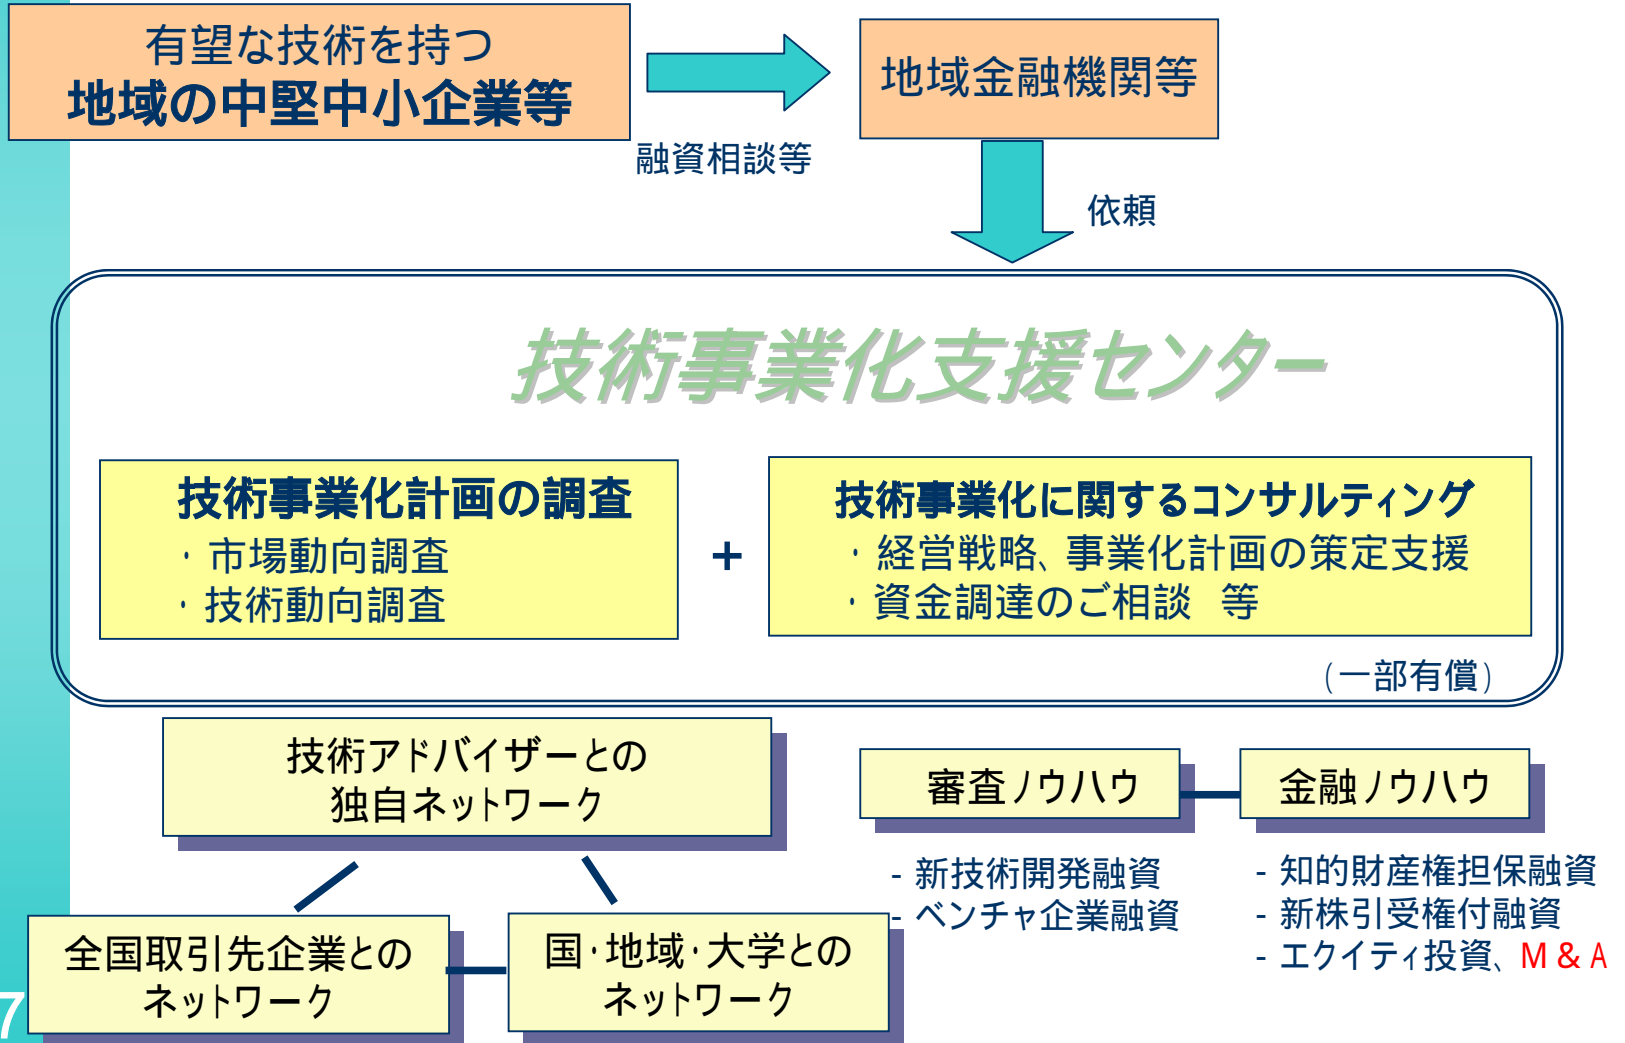 有望な技術を持つ
地域の中堅中小企業等
地域金融機関等
融資相談等
依頼
技術事業化支援センター
技術事業化計画の調査
・市場動向調査
・技術動向調査
+
技術事業化に関するコンサルティング
・経営戦略、事業化計画の策定支援
・資金調達のご相談 等
(一部有償)
技術アドバイザーとの
独自ネットワーク
審査ノウハウ
金融ノウハウ
- 新技術開発融資
- ベンチャ企業融資
- 知的財産権担保融資
- 新株引受権付融資
- エクイティ投資、M & A
全国取引先企業との
ネットワーク
国・地域・大学との
ネットワーク
7